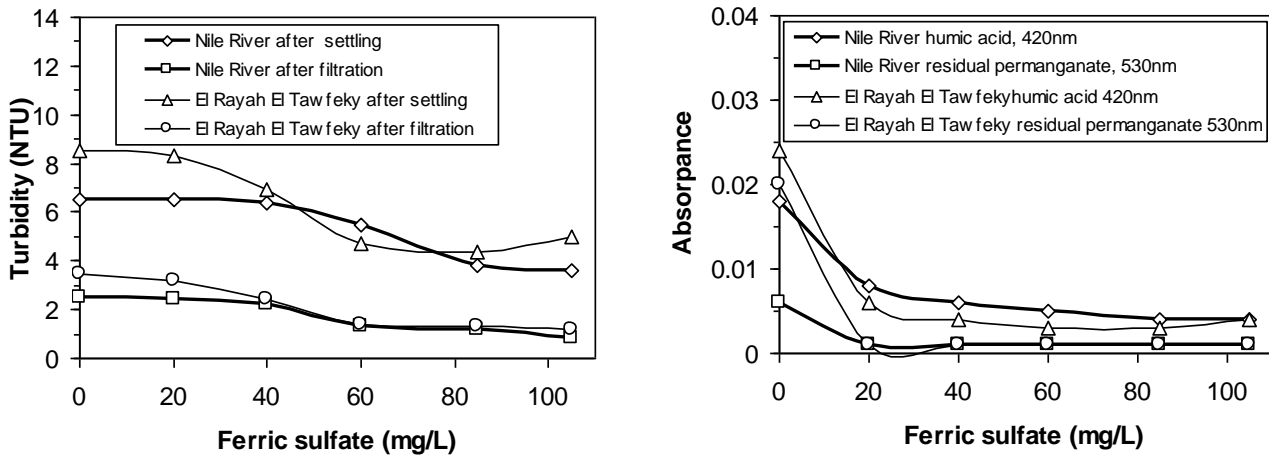 14
12
10
8
6
4
2
0
Turbidity (NTU)
Nile River after settling
Nile River after filtration
El Rayah El Tawfeky after settling
El Rayah El Tawfeky after filtration
0 20 40 60 80 100
Ferric sulfate (mg/L)
0.04
0.03
0.02
0.01
0
Absorpance
Nile River humic acid, 420nm
Nile River residual permanganate, 530nm
El Rayah El Tawfekyhumic acid 420nm
El Rayah El Tawfeky residual permanganate 530nm
0 20 40 60 80 100
Ferric sulfate (mg/L)